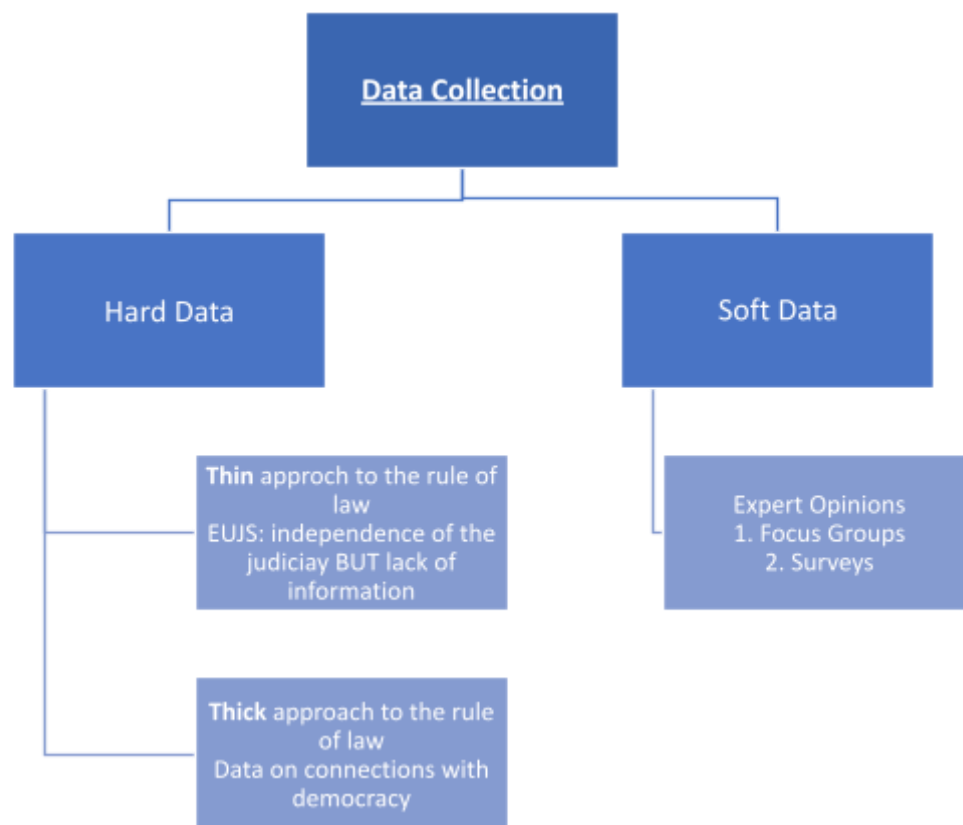 Data Collection
Hard Data
Soft Data
Thin approch to the rule of
law
EUJS: independence of the
judiciay BUT lack of
information
Expert Opinions
1. Focus Groups
2. Surveys
Thick approach to the rule
of law
Data on connections with
democracy